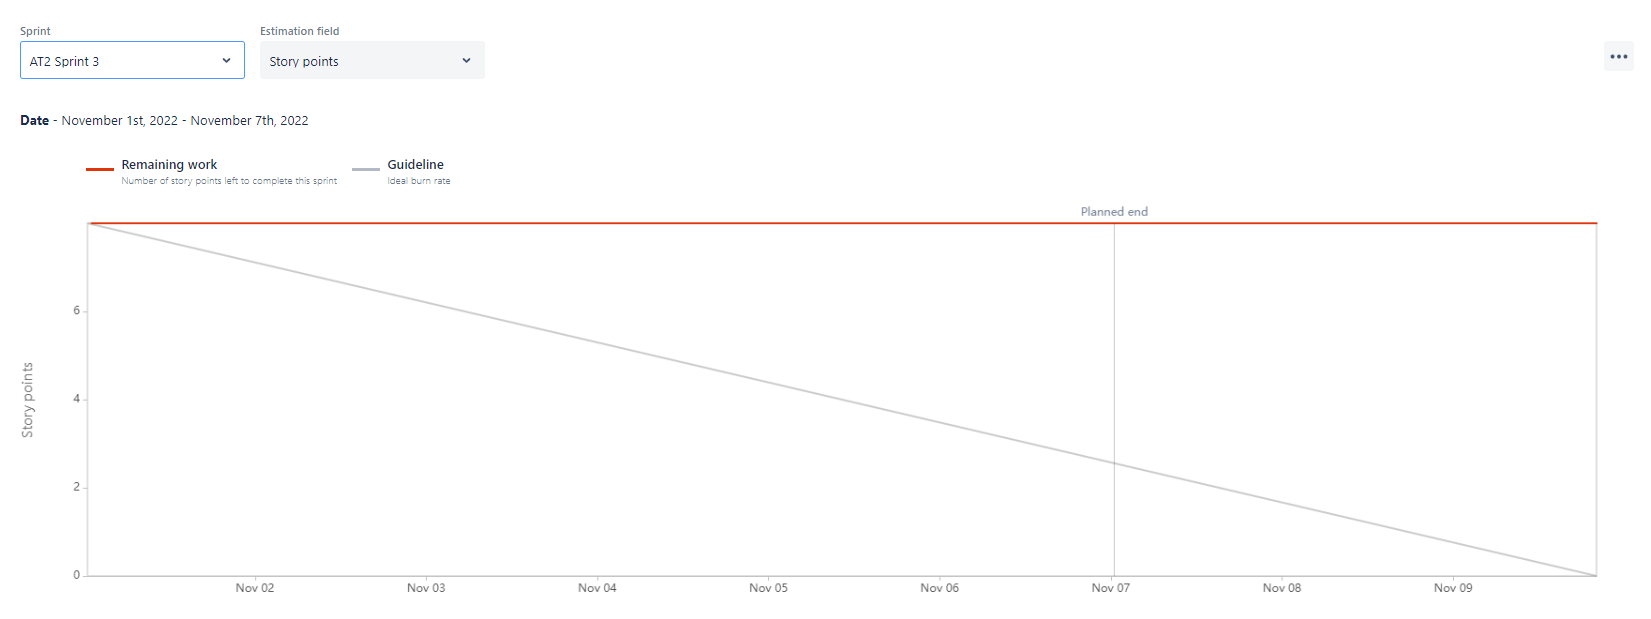 Sprint Estimation field
AT2 Sprint 3 Story points
Date - November 1st, 2022 - November 7th, 2022
Remaining work Guideline
Number of story points left to complete this sprint Ideal burn rate
Planned end
6
4
2
0
Story points
Nov 02 Nov 03 Nov 04 Nov 05 Nov 06 Nov 07 Nov 08 Nov 09